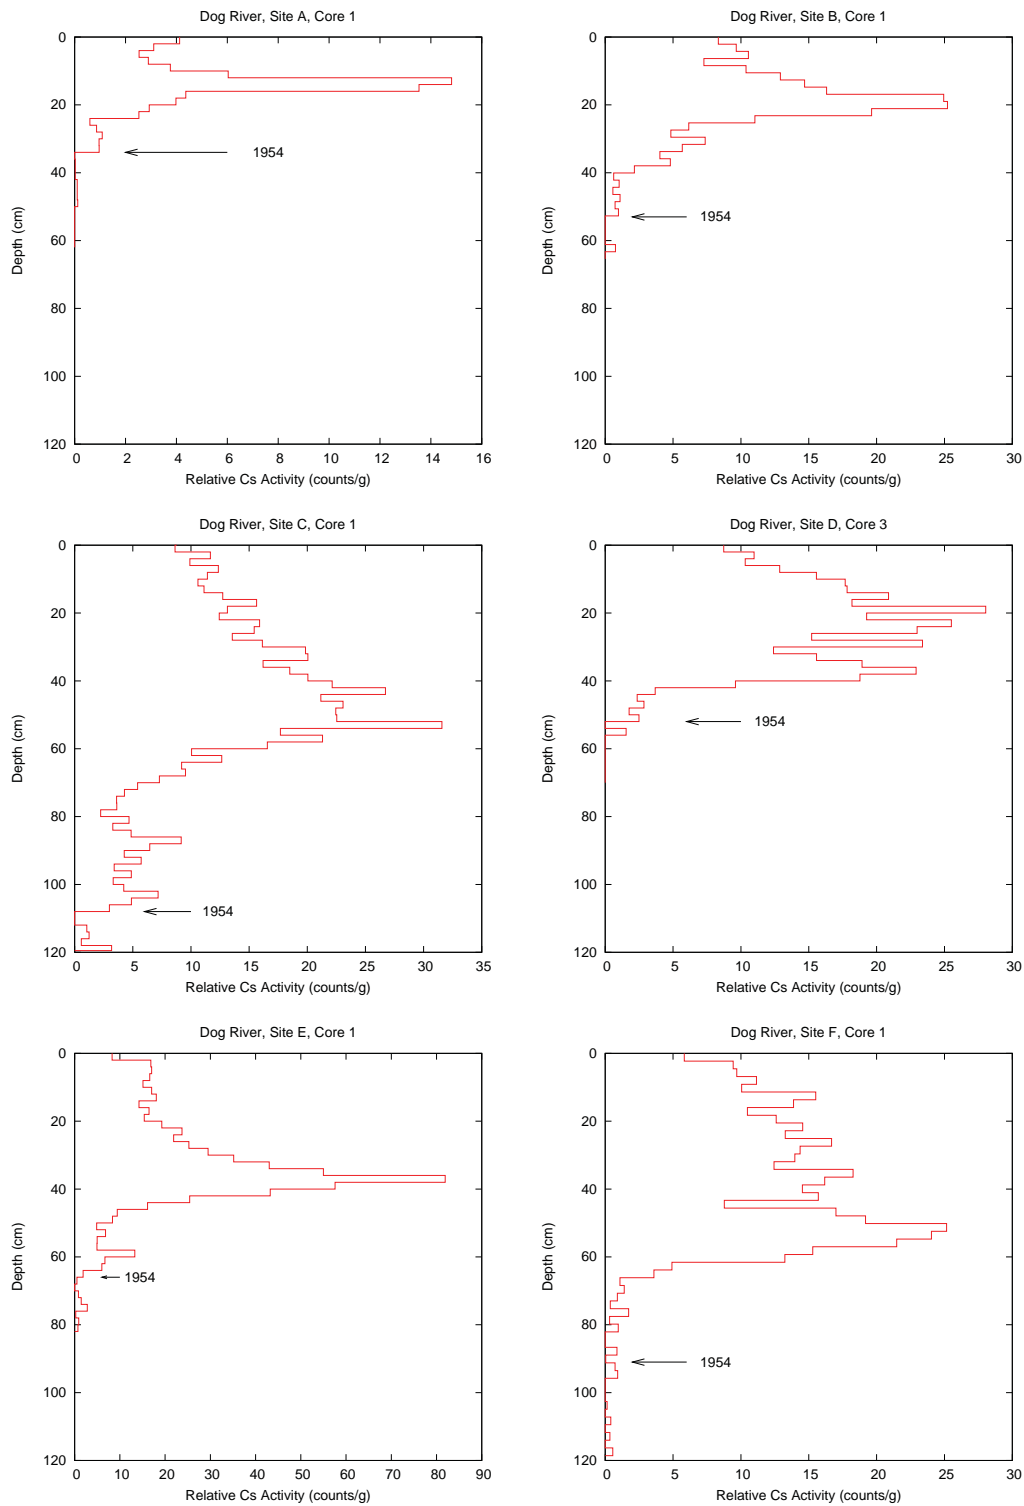 Dog River, Site A, Core 1
0
20
40
60
80
100
120
Depth (cm)
1954
0 2 4 6 8 10 12 14 16
Relative Cs Activity (counts/g)
Dog River, Site B, Core 1
0
20
40
60
80
100
120
Depth (cm)
1954
0 5 10 15 20 25 30
Relative Cs Activity (counts/g)
Dog River, Site C, Core 1
0
20
40
60
80
100
120
Depth (cm)
1954
0 5 10 15 20 25 30 35
Relative Cs Activity (counts/g)
Dog River, Site D, Core 3
0
20
40
60
80
100
120
Depth (cm)
1954
0 5 10 15 20 25 30
Relative Cs Activity (counts/g)
Dog River, Site E, Core 1
0
20
40
60
80
100
120
Depth (cm)
1954
0 10 20 30 40 50 60 70 80 90
Relative Cs Activity (counts/g)
Dog River, Site F, Core 1
0
20
40
60
80
100
120
Depth (cm)
1954
0 5 10 15 20 25 30
Relative Cs Activity (counts/g)